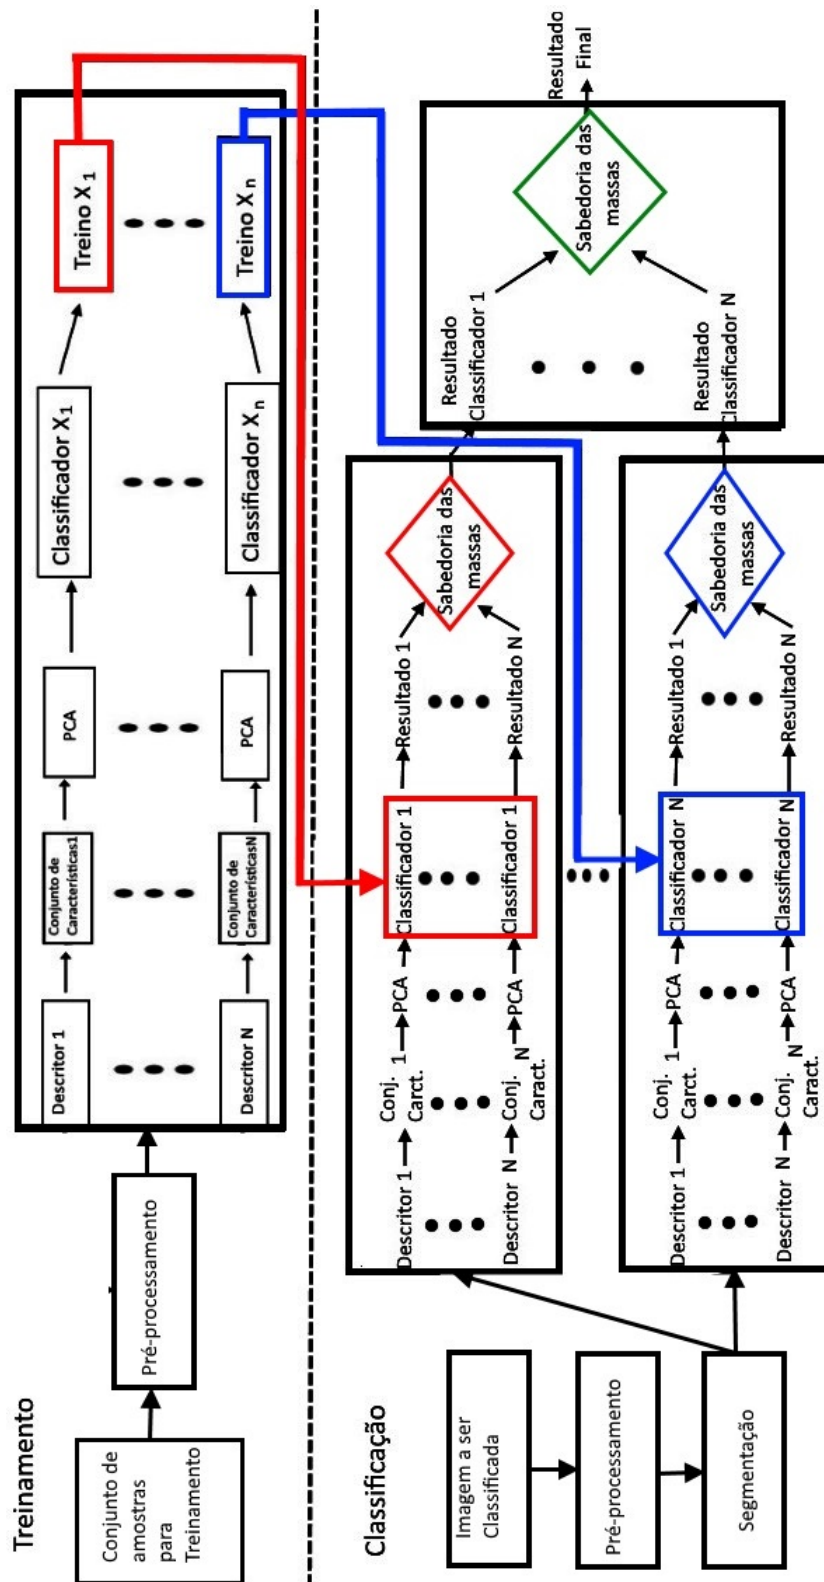 Treinamento
Conjunto de
amostras
para
Treinamento
Pré-processamento
Descritor 1
Conjunto de
Características1
PCA
Classificador X1
Treino X1
Descritor N
Conjunto de
CaracterísticasN
PCA
Classificador Xn
Treino Xn
Classificação
Imagem a ser
Classificada
Pré-processamento
Segmentação
Descritor 1
Conj. 1
Carct.
PCA
Classificador 1
Resultado 1
Descritor N
Conj. N
Caract.
PCA
Classificador 1
Resultado N
Sabedoria das
massas
Descritor 1
Conj. 1
Carct.
PCA
Classificador N
Resultado 1
Descritor N
Conj. N
Caract.
PCA
Classificador N
Resultado N
Sabedoria das
massas
Resultado
Classificador 1
Resultado
Classificador N
Sabedoria das
massas
Resultado
Final